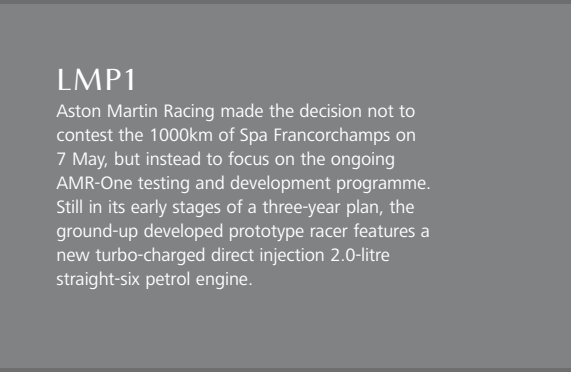 LMP1
Aston Martin Racing made the decision not to
contest the 1000km of Spa Francorchamps on
7 May, but instead to focus on the ongoing
AMR-One testing and development programme.
Still in its early stages of a three-year plan, the
ground-up developed prototype racer features a
new turbo-charged direct injection 2.0-litre
straight-six petrol engine.